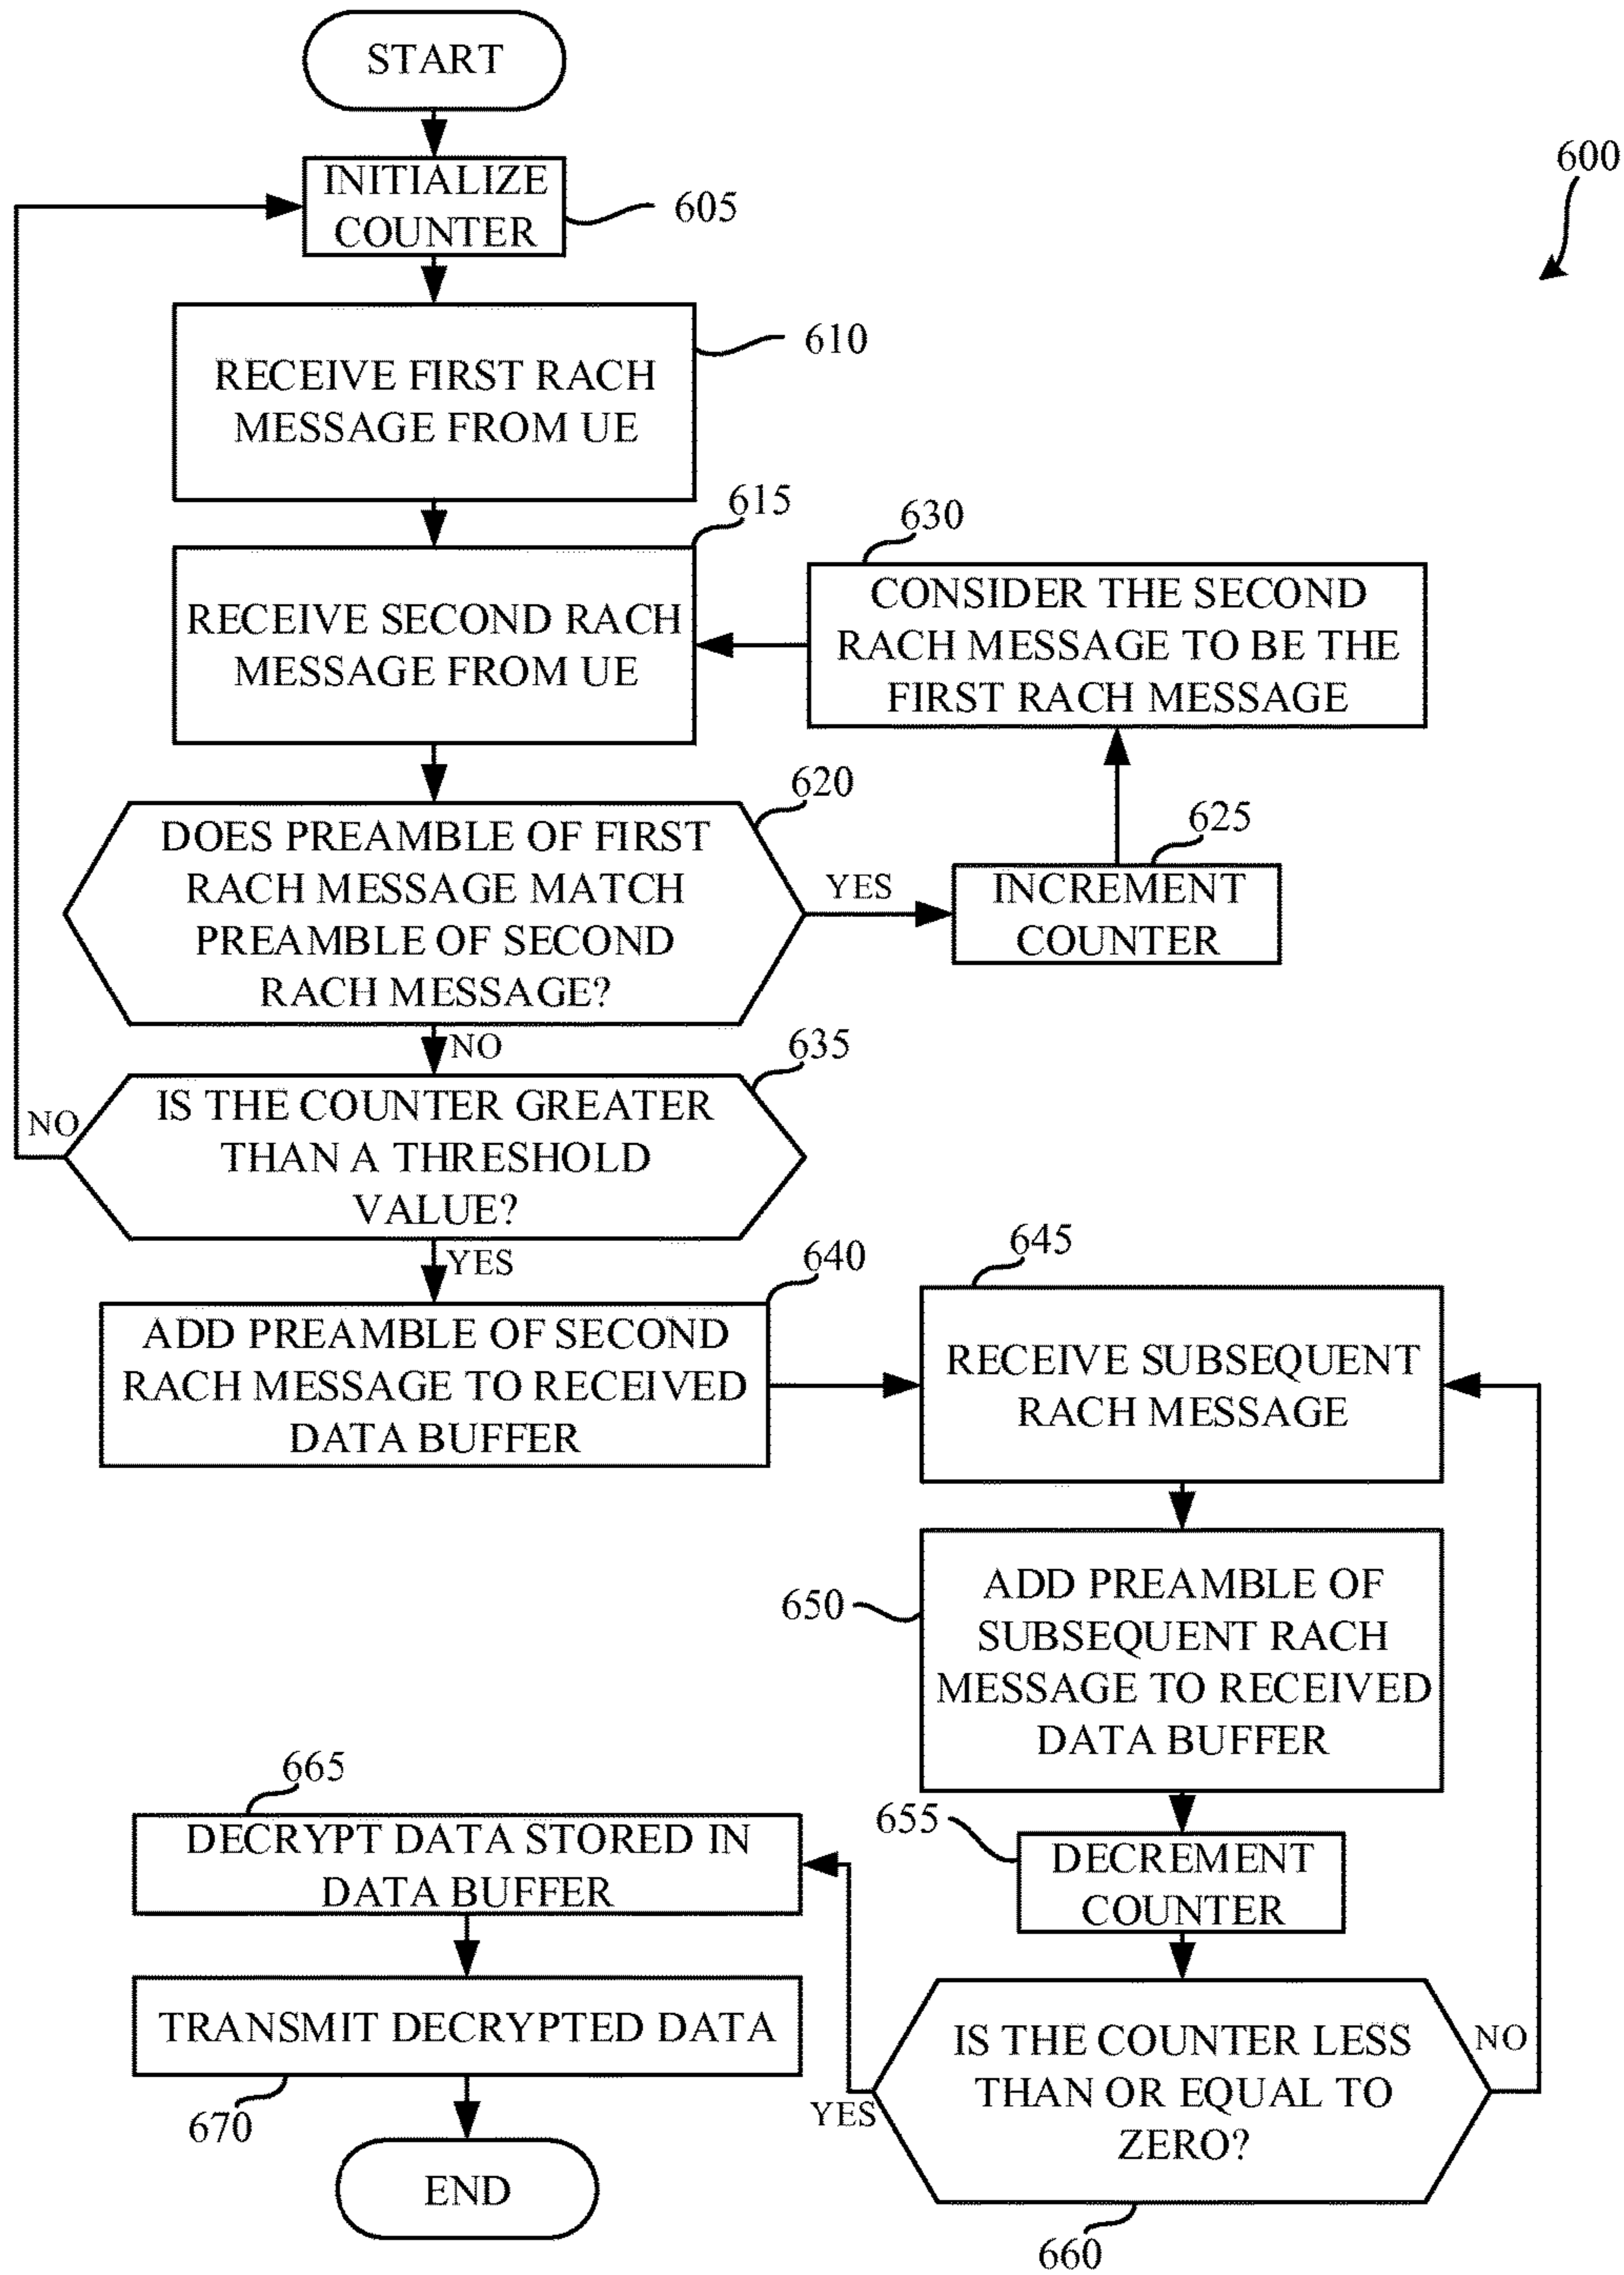 START
600
INITIALIZE
COUNTER
605
RECEIVE FIRST RACH
MESSAGE FROM UE
610
615
RECEIVE SECOND RACH
MESSAGE FROM UE
630
CONSIDER THE SECOND
RACH MESSAGE TO BE THE
FIRST RACH MESSAGE
620
DOES PREAMBLE OF FIRST
RACH MESSAGE MATCH
PREAMBLE OF SECOND
RACH MESSAGE?
YES
625
INCREMENT
COUNTER
NO
635
IS THE COUNTER GREATER
THAN A THRESHOLD
VALUE?
NO
YES
640
ADD PREAMBLE OF SECOND
RACH MESSAGE TO RECEIVED
DATA BUFFER
645
RECEIVE SUBSEQUENT
RACH MESSAGE
650
ADD PREAMBLE OF
SUBSEQUENT RACH
MESSAGE TO RECEIVED
DATA BUFFER
655
DECREMENT
COUNTER
IS THE COUNTER LESS
THAN OR EQUAL TO
ZERO?
NO
YES
660
665
DECRYPT DATA STORED IN
DATA BUFFER
TRANSMIT DECRYPTED DATA
670
END